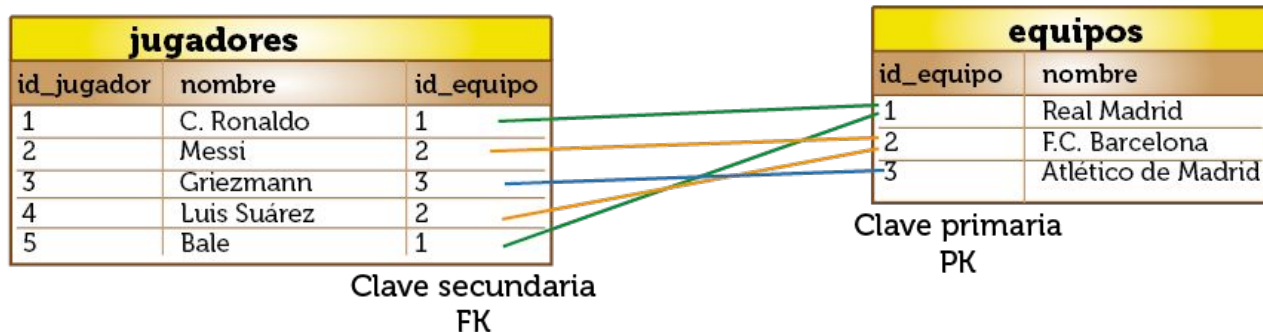 jugadores
id_jugador nombre id_equipo
1 C. Ronaldo 1
2 Messi 2
3 Griezmann 3
4 Luis Suárez 2
5 Bale 1
Clave secundaria
FK
equipos
id_equipo nombre
1 Real Madrid
2 F.C. Barcelona
3 Atlético de Madrid
Clave primaria
PK